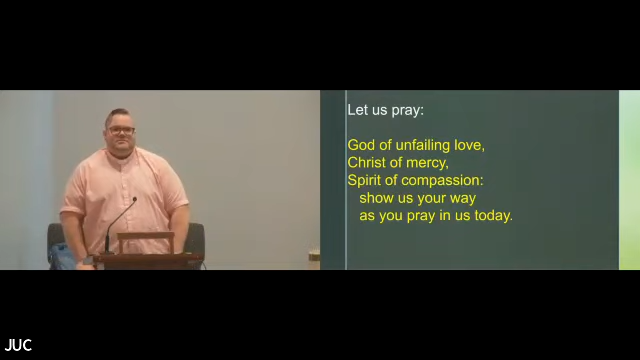 Let us pray:
God of unfailing love,
Christ of mercy,
Spirit of compassion:
show us your way
as you pray in us today.
JUC